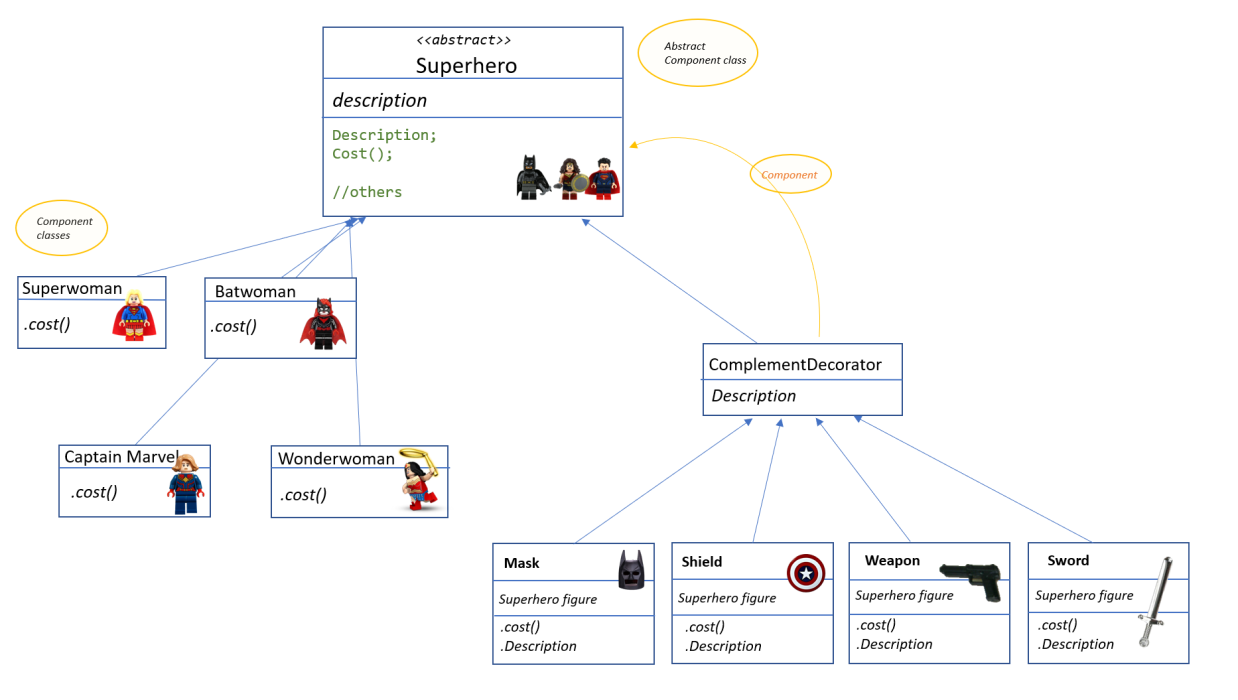 <<abstract>>
Superhero
description
Description;
Cost();
//others
Abstract
Component class
Component
Component
classes
Superwoman
.cost()
Batwoman
.cost()
ComplementDecorator
Description
Captain Marvel
.cost()
Wonderwoman
.cost()
Mask
Superhero figure
.cost()
.Description
Shield
Superhero figure
.cost()
.Description
Weapon
Superhero figure
.cost()
.Description
Sword
Superhero figure
.cost()
.Description